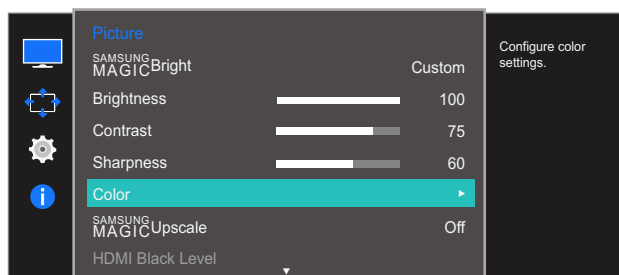 Picture
SAMSUNG
MAGICBright Custom
Brightness 100
Contrast 75
Sharpness 60
Color
SAMSUNG
MAGICUpscale Off
HDMI Black Level
Configure color
settings.